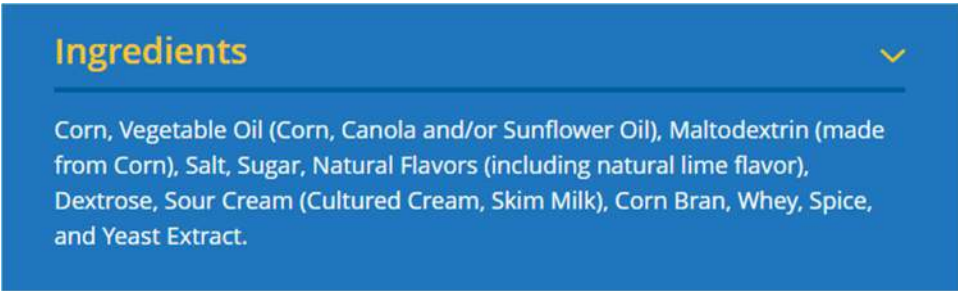 Ingredients
Corn, Vegetable Oil (Corn, Canola and/or Sunflower Oil), Maltodextrin (made
from Corn), Salt, Sugar, Natural Flavors (including natural lime flavor),
Dextrose, Sour Cream (Cultured Cream, Skim Milk), Corn Bran, Whey, Spice,
and Yeast Extract.